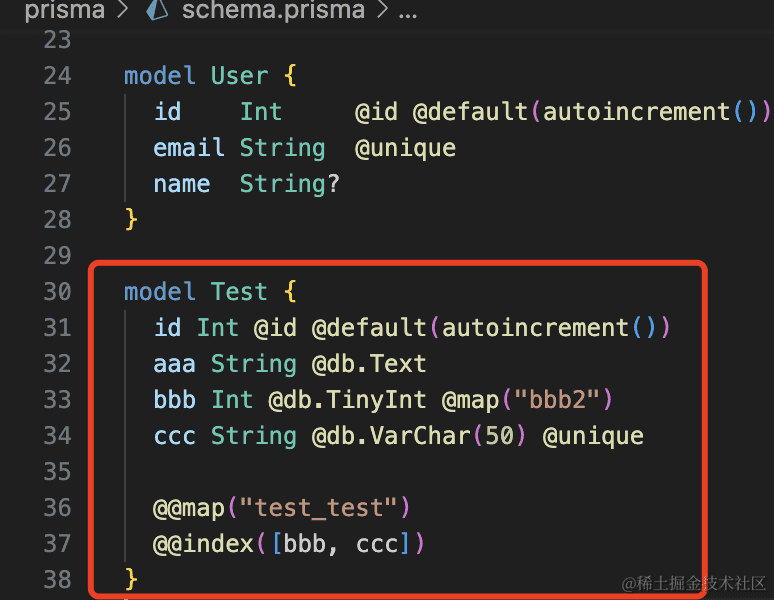 prisma > schema.prisma > ...
23
24 model User {
25 id Int @id @default(autoincrement())
26 email String @unique
27 name String?
28 }
29
30 model Test {
31 id Int @id @default(autoincrement())
32 aaa String @db.Text
33 bbb Int @db.TinyInt @map("bbb2")
34 ccc String @db.VarChar(50) @unique
35
36 @@map("test_test")
37 @@index([bbb, ccc])
38 }
@稀土掘金技术社区